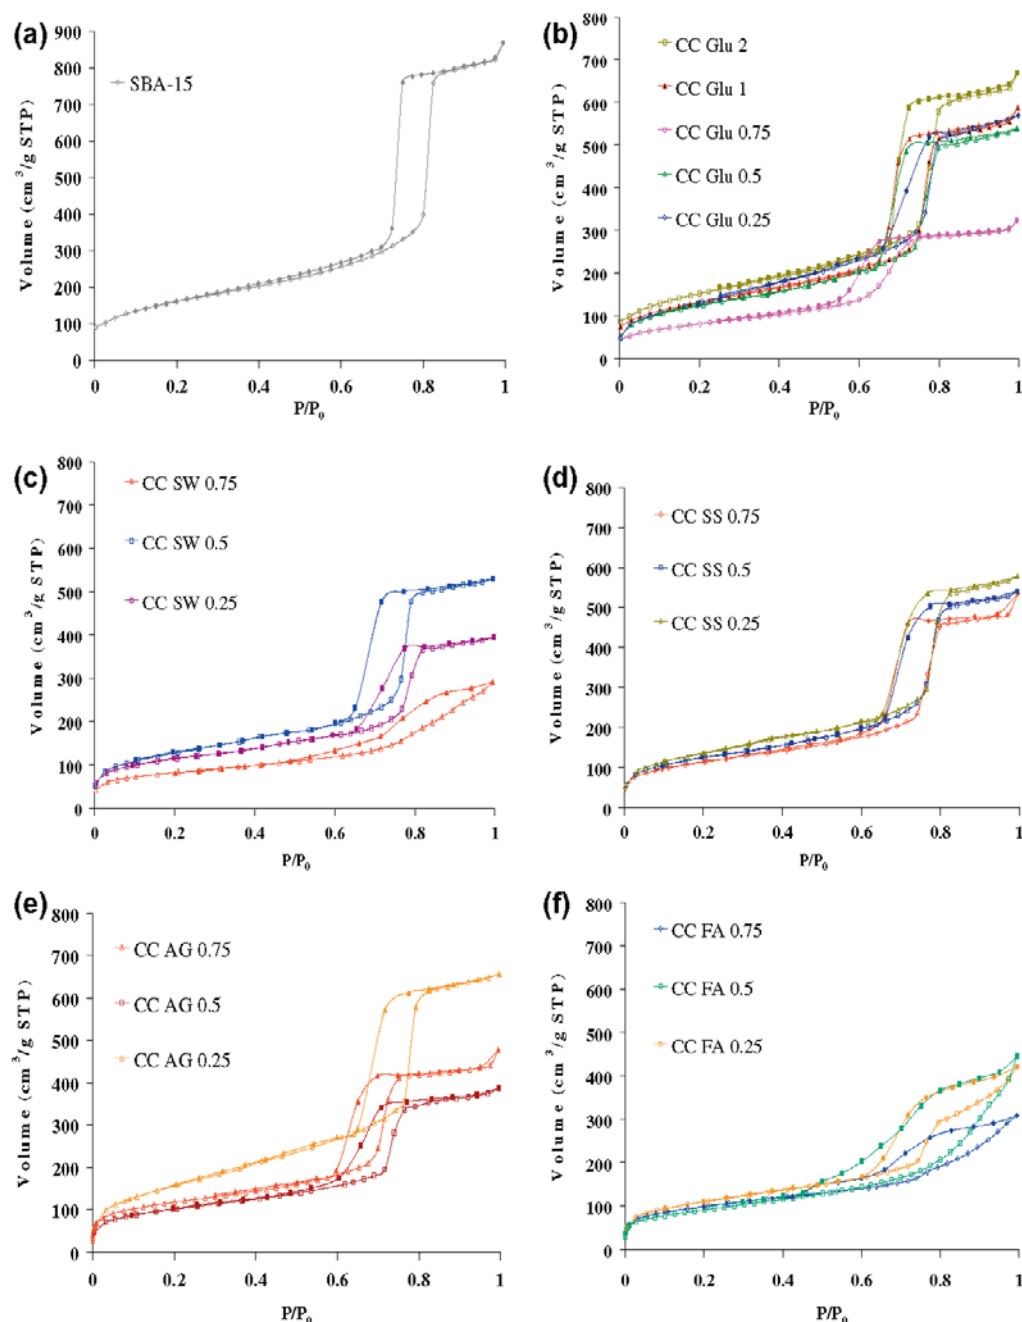 (a)
SBA-15
Volume (cm³/g STP)
900
800
700
600
500
400
300
200
100
0
0 0.2 0.4 0.6 0.8 1
P/P₀
(b)
CC Glu 2
CC Glu 1
CC Glu 0.75
CC Glu 0.5
CC Glu 0.25
Volume (cm³/g STP)
800
700
600
500
400
300
200
100
0
0 0.2 0.4 0.6 0.8 1
P/P₀
(c)
CC SW 0.75
CC SW 0.5
CC SW 0.25
Volume (cm³/g STP)
800
700
600
500
400
300
200
100
0
0 0.2 0.4 0.6 0.8 1
P/P₀
(d)
CC SS 0.75
CC SS 0.5
CC SS 0.25
Volume (cm³/g STP)
800
700
600
500
400
300
200
100
0
0 0.2 0.4 0.6 0.8 1
P/P₀
(e)
CC AG 0.75
CC AG 0.5
CC AG 0.25
Volume (cm³/g STP)
800
700
600
500
400
300
200
100
0
0 0.2 0.4 0.6 0.8 1
P/P₀
(f)
CC FA 0.75
CC FA 0.5
CC FA 0.25
Volume (cm³/g STP)
800
700
600
500
400
300
200
100
0
0 0.2 0.4 0.6 0.8 1
P/P₀